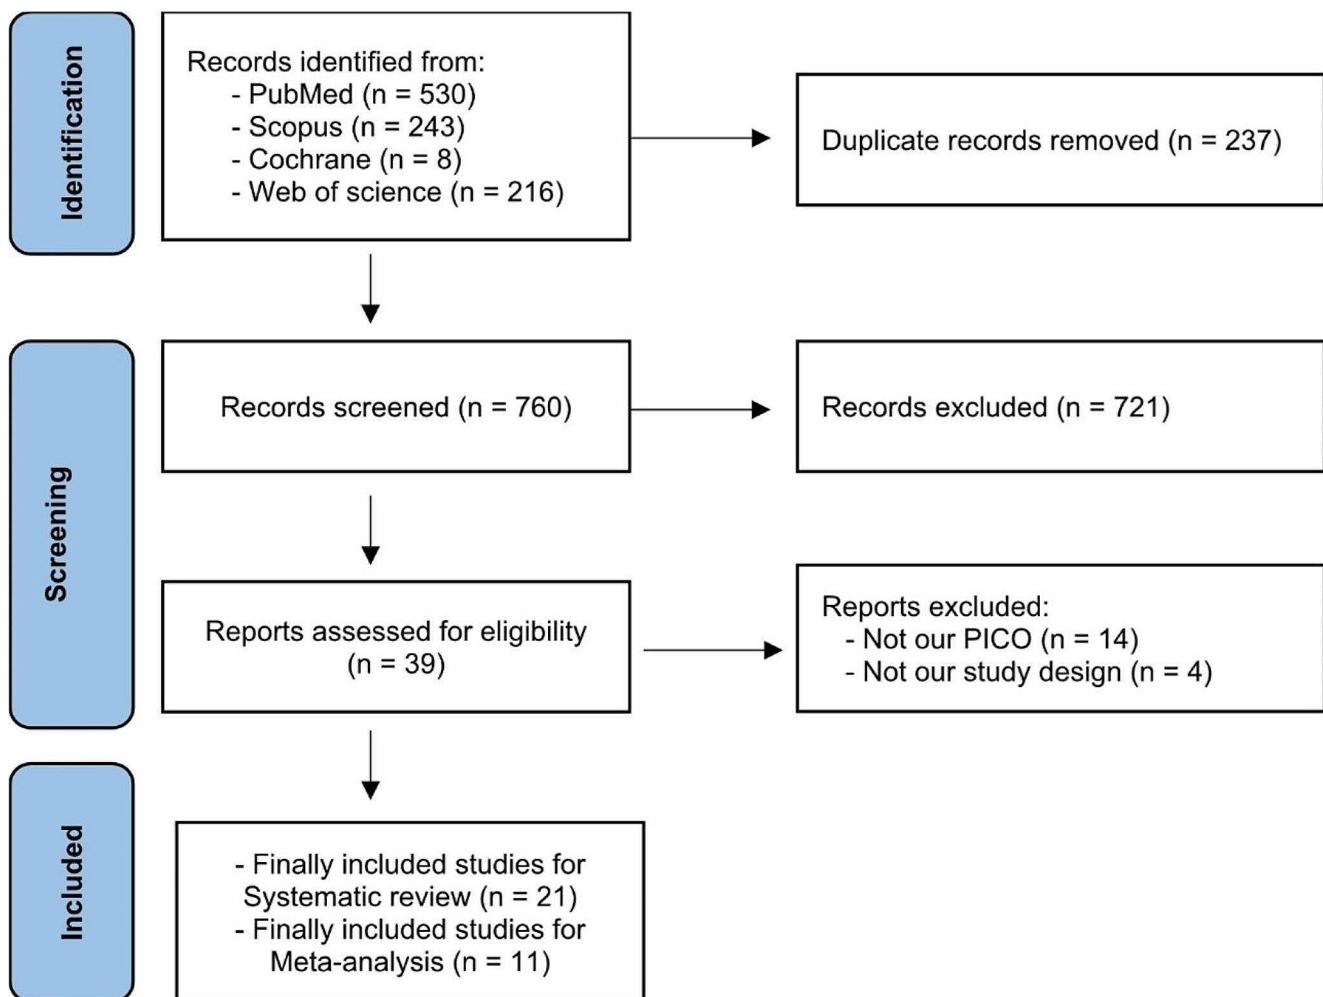 Identification
Records identified from:
- PubMed (n = 530)
- Scopus (n = 243)
- Cochrane (n = 8)
- Web of science (n = 216)
Duplicate records removed (n = 237)
Screening
Records screened (n = 760)
Records excluded (n = 721)
Reports assessed for eligibility
(n = 39)
Reports excluded:
- Not our PICO (n = 14)
- Not our study design (n = 4)
Included
- Finally included studies for
Systematic review (n = 21)
- Finally included studies for
Meta-analysis (n = 11)